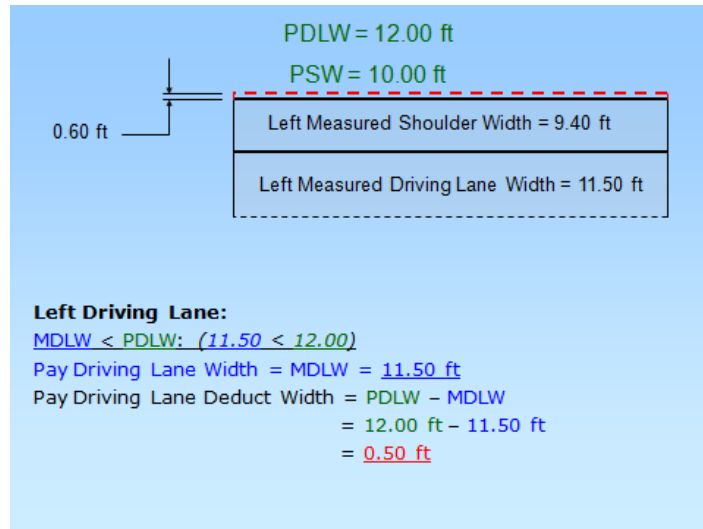 PDLW = 12.00 ft
PSW = 10.00 ft
0.60 ft
Left Measured Shoulder Width = 9.40 ft
Left Measured Driving Lane Width = 11.50 ft
Left Driving Lane:
MDLW < PDLW: (11.50 < 12.00)
Pay Driving Lane Width = MDLW = 11.50 ft
Pay Driving Lane Deduct Width = PDLW – MDLW
= 12.00 ft – 11.50 ft
= 0.50 ft